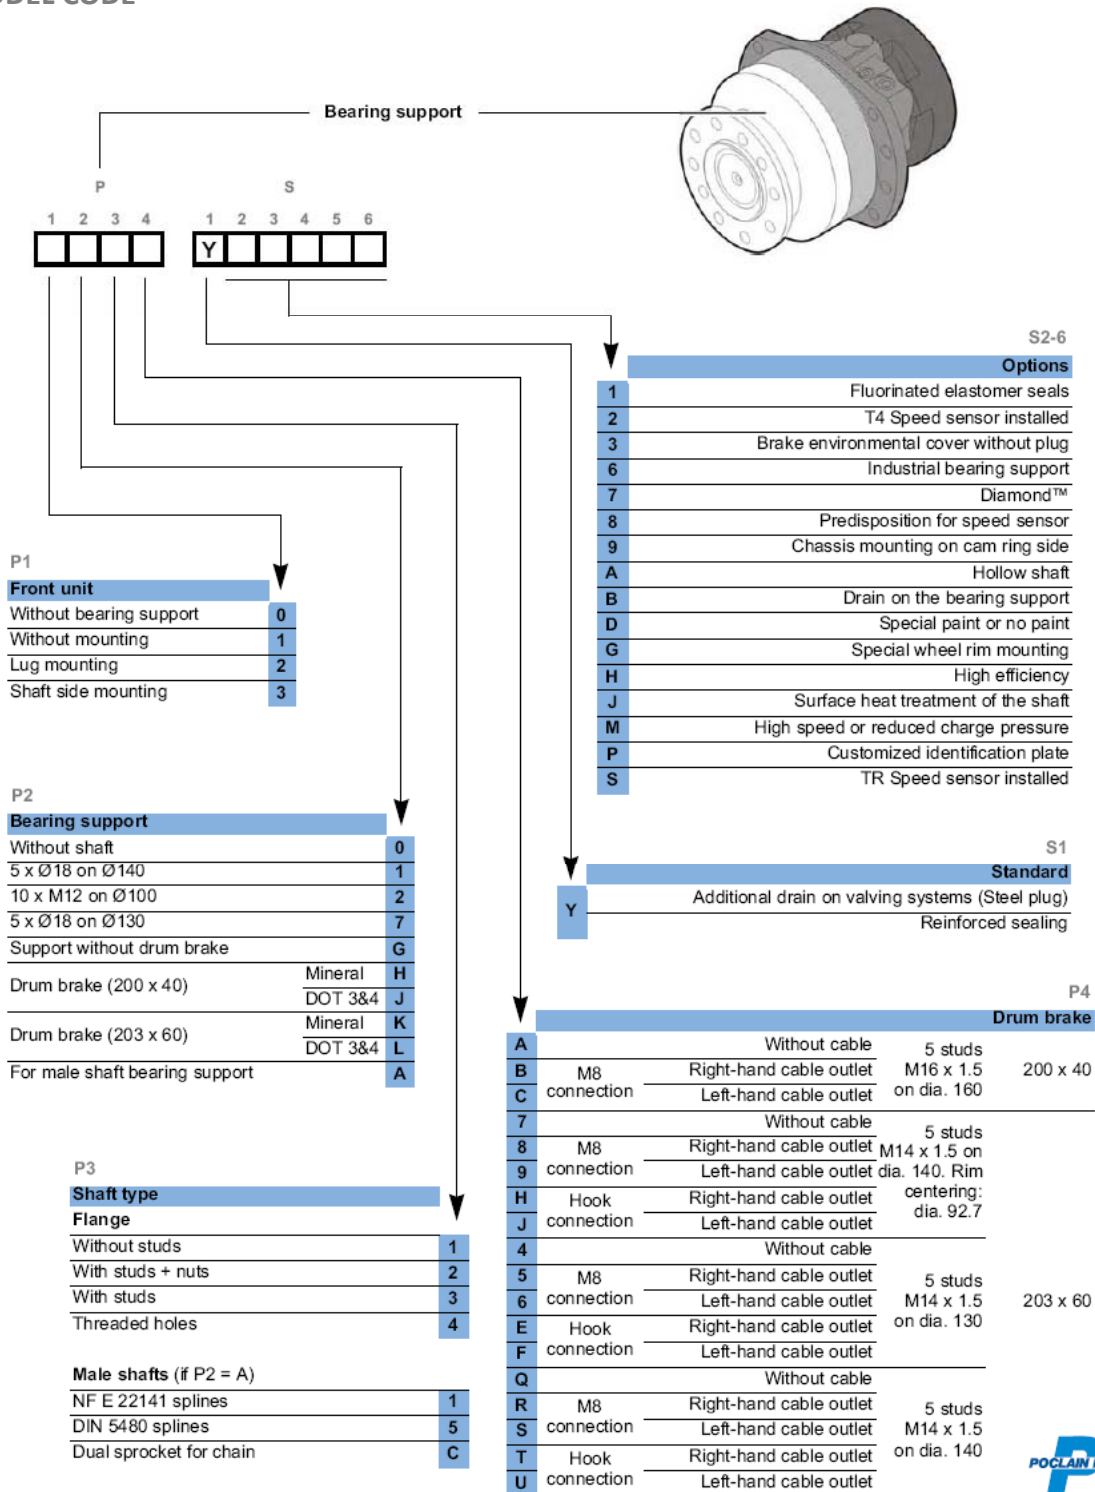 MODEL CODE
Bearing support
P
S
1 2 3 4
1 2 3 4 5 6
Y
S2-6
Options
1 Fluorinated elastomer seals
2 T4 Speed sensor installed
3 Brake environmental cover without plug
6 Industrial bearing support
7 Diamond™
8 Predisposition for speed sensor
9 Chassis mounting on cam ring side
A Hollow shaft
B Drain on the bearing support
D Special paint or no paint
G Special wheel rim mounting
H High efficiency
J Surface heat treatment of the shaft
M High speed or reduced charge pressure
P Customized identification plate
S TR Speed sensor installed
P1
Front unit
Without bearing support 0
Without mounting 1
Lug mounting 2
Shaft side mounting 3
P2
Bearing support
Without shaft 0
5 x Ø18 on Ø140 1
10 x M12 on Ø100 2
5 x Ø18 on Ø130 7
Support without drum brake G
Drum brake (200 x 40) Mineral H
DOT 3&4 J
Drum brake (203 x 60) Mineral K
DOT 3&4 L
For male shaft bearing support A
S1
Standard
Y Additional drain on valving systems (Steel plug)
Reinforced sealing
P3
Shaft type
Flange
Without studs 1
With studs + nuts 2
With studs 3
Threaded holes 4
Male shafts (if P2 = A)
NF E 22141 splines 1
DIN 5480 splines 5
Dual sprocket for chain C
P4
Drum brake
A Without cable 5 studs M16 x 1.5 on dia. 160 200 x 40
B M8 connection Right-hand cable outlet
C Left-hand cable outlet
7 Without cable 5 studs M14 x 1.5 on dia. 140. Rim centering: dia. 92.7
8 M8 connection Right-hand cable outlet
9 Left-hand cable outlet
H Hook connection Right-hand cable outlet
J Left-hand cable outlet
4 Without cable 5 studs M14 x 1.5 on dia. 130 203 x 60
5 M8 connection Right-hand cable outlet
6 Left-hand cable outlet
E Hook connection Right-hand cable outlet
F Left-hand cable outlet
Q Without cable 5 studs M14 x 1.5 on dia. 140
R M8 connection Right-hand cable outlet
S Left-hand cable outlet
T Hook connection Right-hand cable outlet
U Left-hand cable outlet
POCLAIN